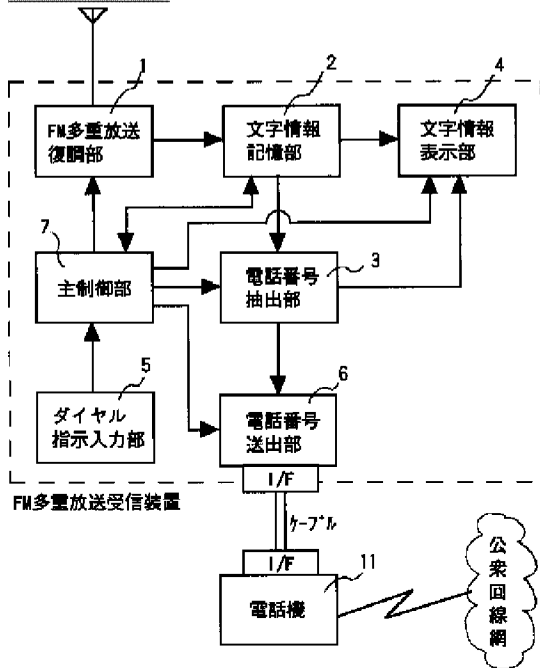 1
2
4
FM多重放送
復調部
文字情報
記憶部
文字情報
表示部
7
3
主制御部
電話番号
抽出部
5
6
ダイヤル
指示入力部
電話番号
送出部
I/F
FM多重放送受信装置
ケーブル
I/F
11
電話機
公衆回線網